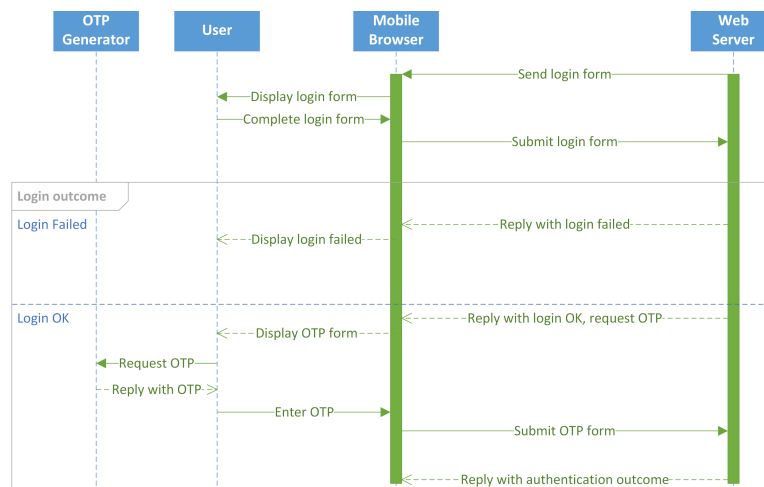 OTP
Generator
User
Mobile
Browser
Web
Server
Send login form
Display login form
Complete login form
Submit login form
Login outcome
Login Failed
Reply with login failed
Display login failed
Login OK
Reply with login OK, request OTP
Display OTP form
Request OTP
Reply with OTP
Enter OTP
Submit OTP form
Reply with authentication outcome